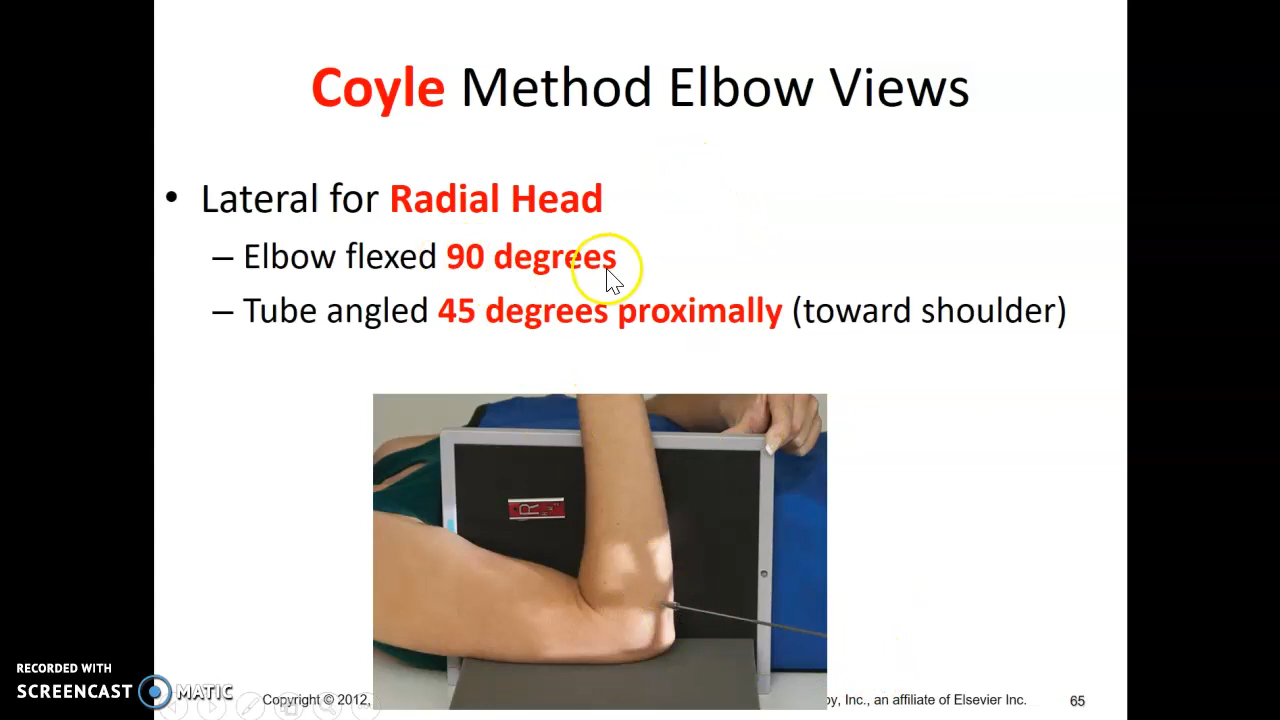 Coyle Method Elbow Views
• Lateral for Radial Head
– Elbow flexed 90 degrees
– Tube angled 45 degrees proximally (toward shoulder)
R
RECORDED WITH
SCREENCAST MATIC
Copyright © 2012, y, Inc., an affiliate of Elsevier Inc.
65